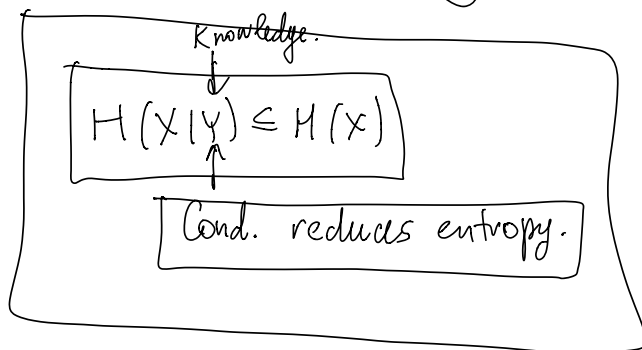 Knowledge.
H(X|Y) ≤ H(X)
Cond. reduces entropy.